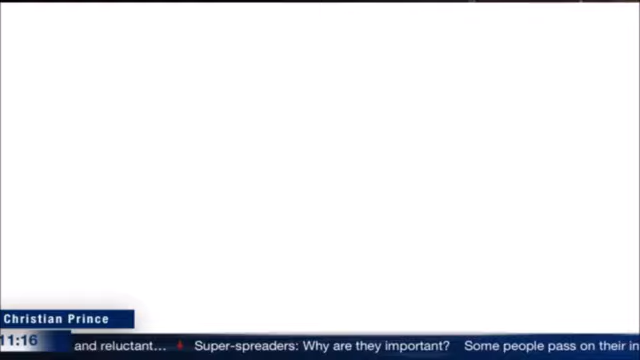 Christian Prince
11:16
and reluctant... Super-spreaders: Why are they important? Some people pass on their in